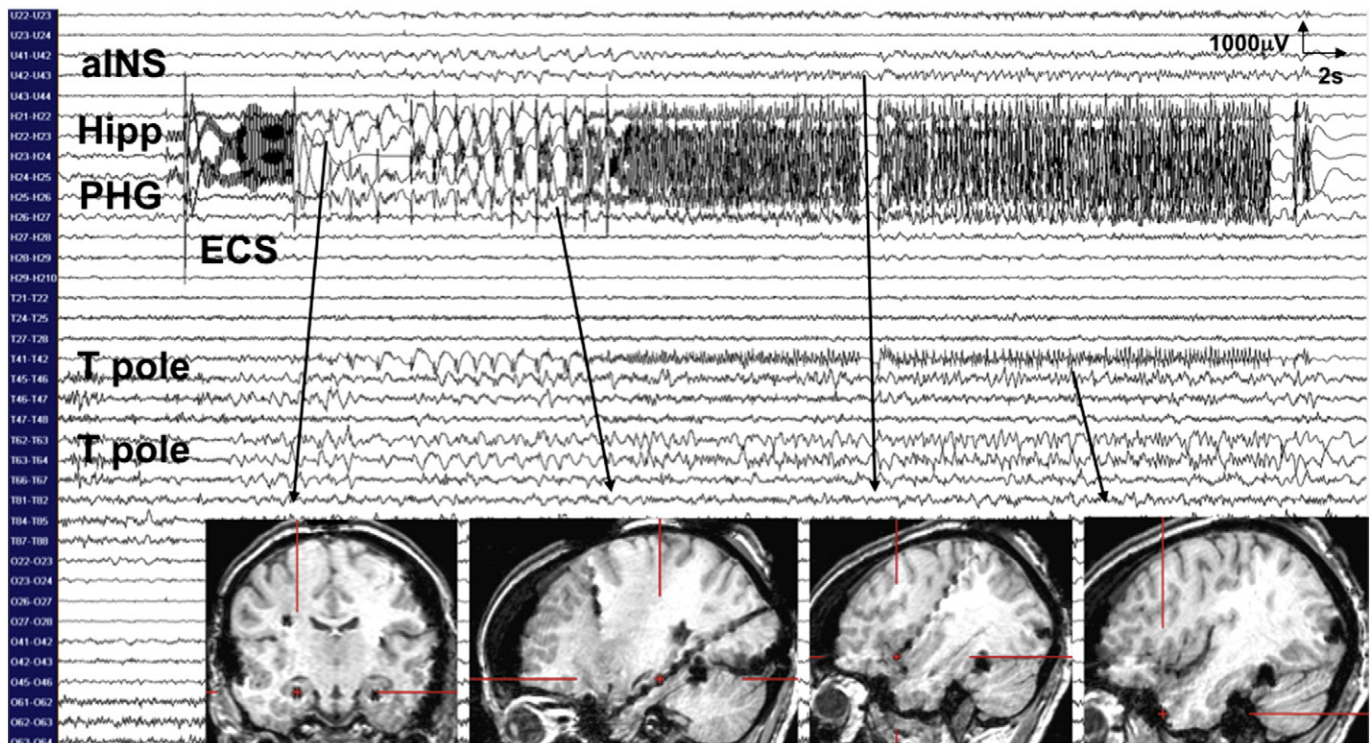 U22-U23
U23-U24
U41-U42
aINS
U42-U43
U43-U44
1000μV
2s
H21-H22
Hipp
H22-H23
H23-H24
H24-H25
PHG
H25-H26
H26-H27
H27-H28
ECS
H28-H29
H29-H210
T21-T22
T24-T25
T27-T28
T41-T42
T pole
T45-T46
T46-T47
T47-T48
T62-T63
T pole
T63-T64
T66-T67
T81-T82
T84-T85
T87-T88
O22-O23
O23-O24
O26-O27
O27-O28
O41-O42
O42-O43
O45-O46
O61-O62
O62-O63
O63-O64